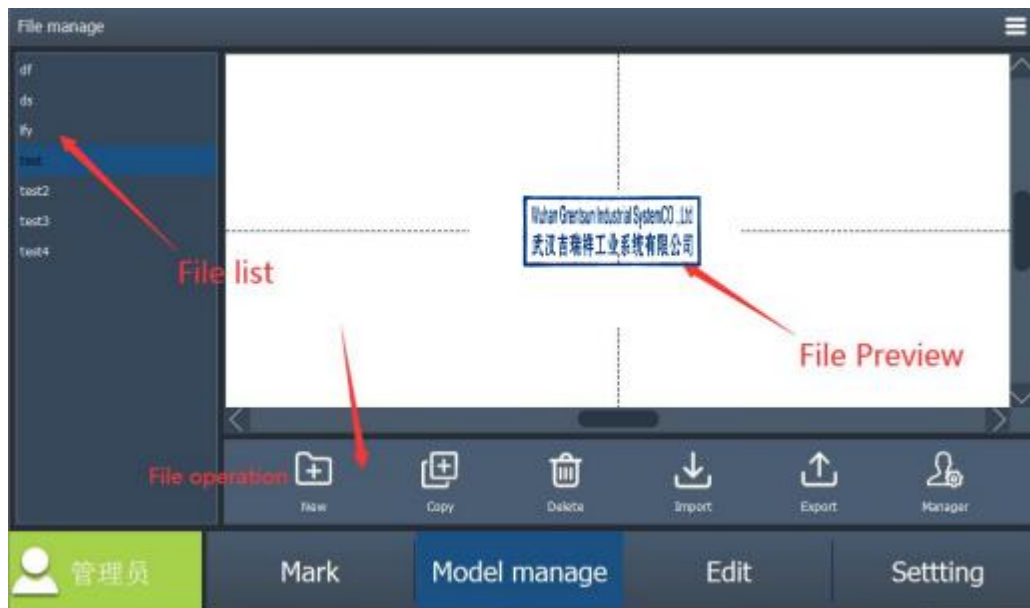 File manage
df
ds
lfy
test
test2
test3
test4
File list
Wuhan Grentsun Industrial SystemCO .,Ltd
武汉吉瑞祥工业系统有限公司
File Preview
File operation
New
Copy
Delete
Import
Export
Manager
管理员
Mark
Model manage
Edit
Settting